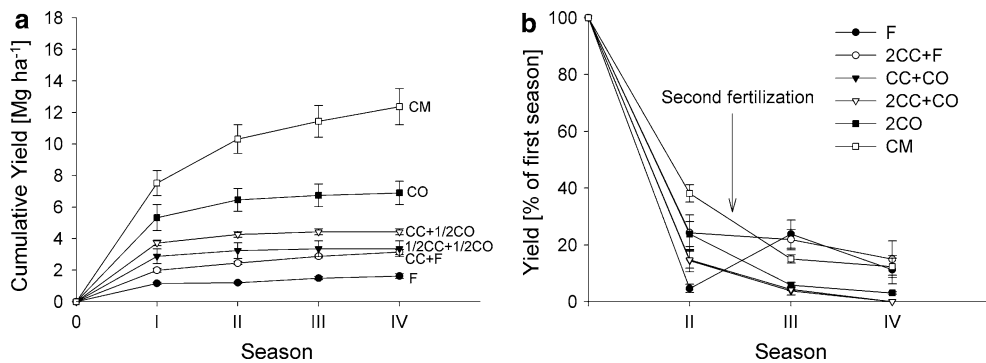 a
Cumulative Yield [Mg ha-1]
18
16
14
12
10
8
6
4
2
0
CM
CO
CC+1/2CO
1/2CC+1/2CO
CC+F
F
0
I
II
III
IV
Season
b
Yield [% of first season]
100
80
60
40
20
0
Second fertilization
F
2CC+F
CC+CO
2CC+CO
2CO
CM
II
III
IV
Season